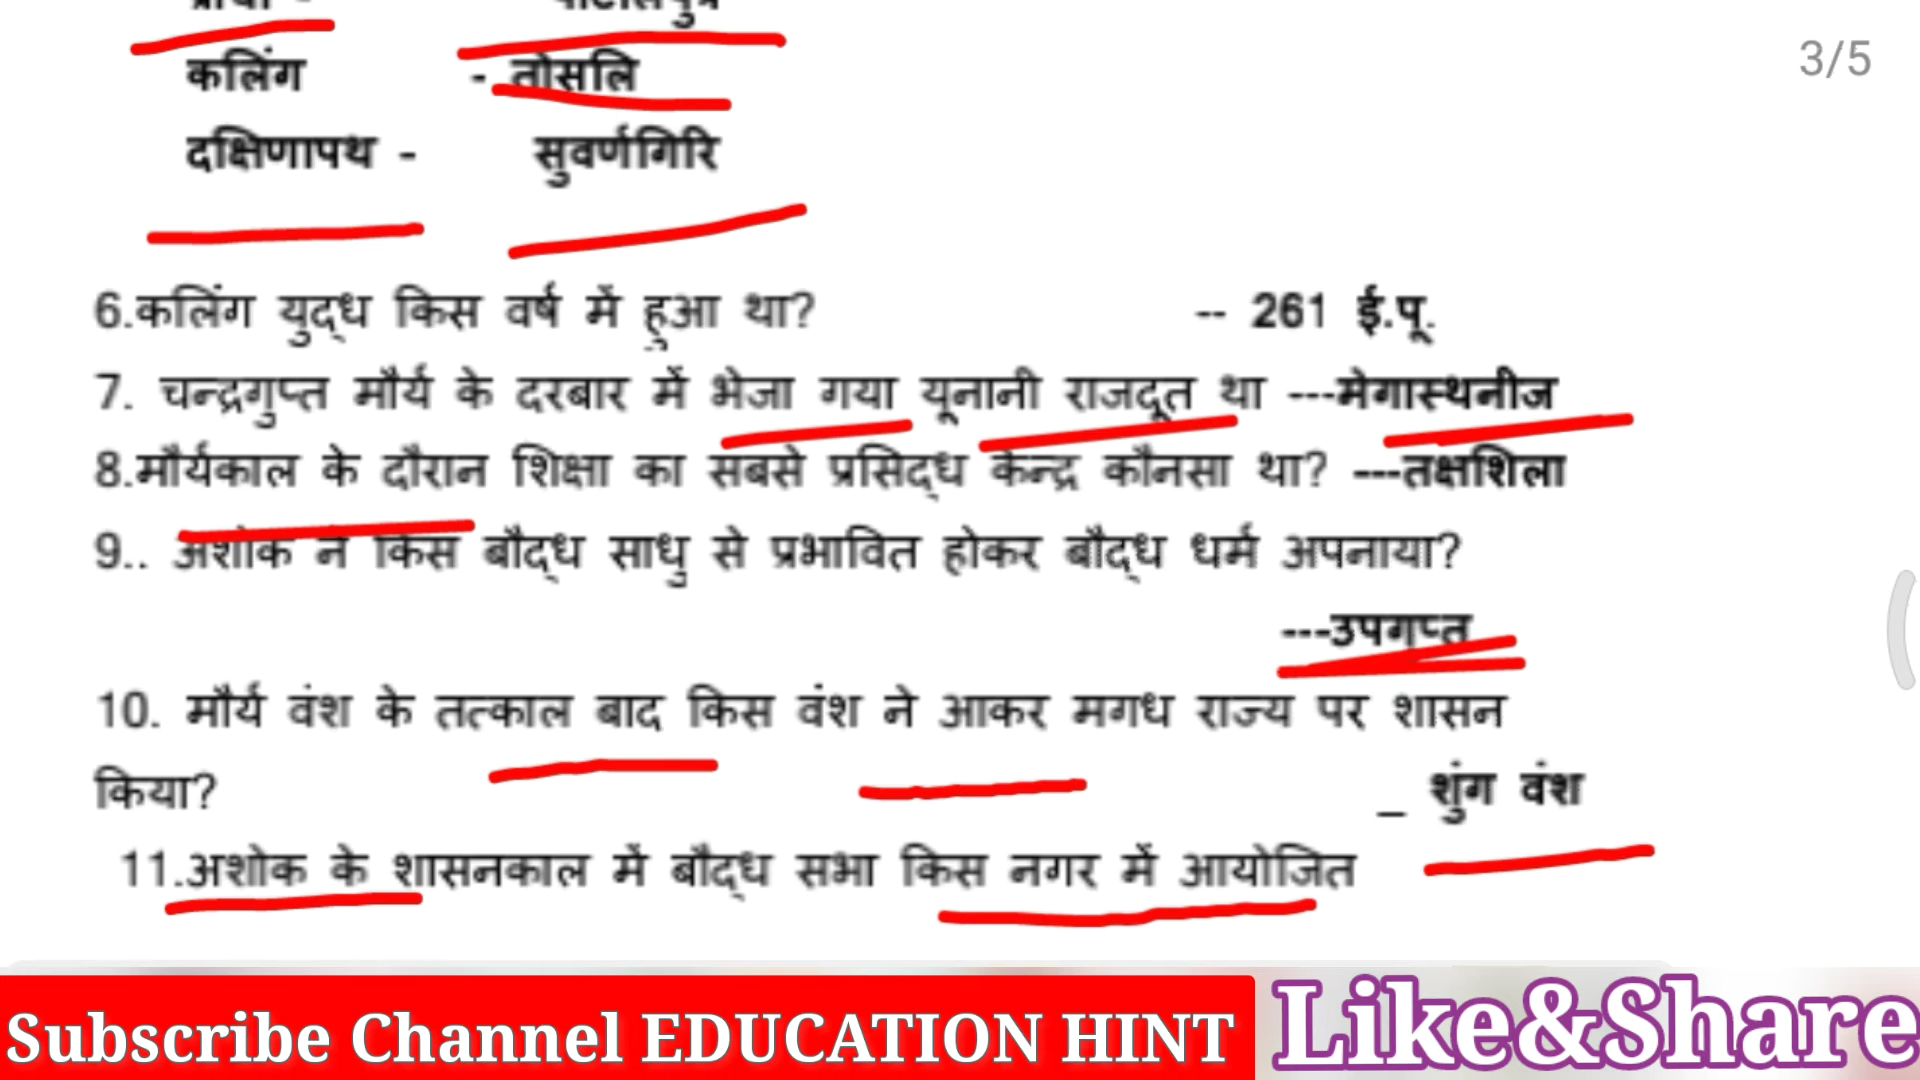 3/5
कलिंग - तोसलि
दक्षिणापथ - सुवर्णगिरि
6.कलिंग युद्ध किस वर्ष में हुआ था? -- 261 ई.पू.
7. चन्द्रगुप्त मौर्य के दरबार में भेजा गया यूनानी राजदूत था ---मेगास्थनीज
8.मौर्यकाल के दौरान शिक्षा का सबसे प्रसिद्ध केन्द्र कौनसा था? ---तक्षशिला
9.. अशोक ने किस बौद्ध साधु से प्रभावित होकर बौद्ध धर्म अपनाया?
---उपगुप्त
10. मौर्य वंश के तत्काल बाद किस वंश ने आकर मगध राज्य पर शासन
किया? _ शुंग वंश
11.अशोक के शासनकाल में बौद्ध सभा किस नगर में आयोजित
Subscribe Channel EDUCATION HINT Like&Share